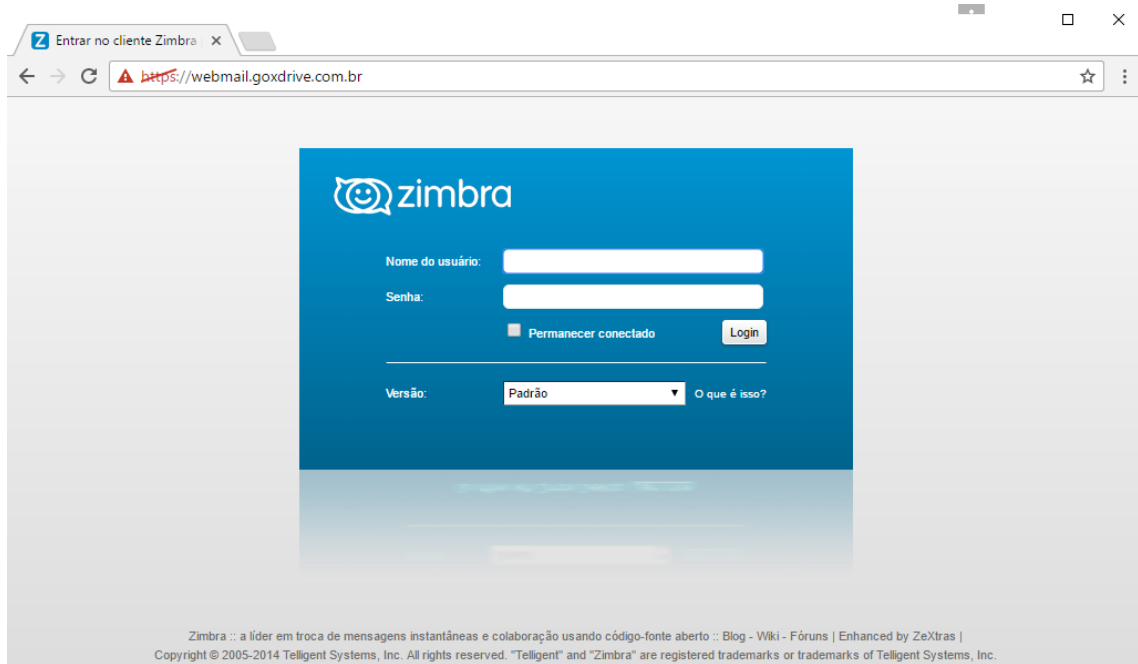 Entrar no cliente Zimbra
https://webmail.goxdrive.com.br
zimbra
Nome do usuário:
Senha:
Permanecer conectado
Login
Versão:
Padrão
O que é isso?
Zimbra :: a líder em troca de mensagens instantâneas e colaboração usando código-fonte aberto :: Blog - Wiki - Fóruns | Enhanced by ZeXtras |
Copyright © 2005-2014 Telligent Systems, Inc. All rights reserved. "Telligent" and "Zimbra" are registered trademarks or trademarks of Telligent Systems, Inc.